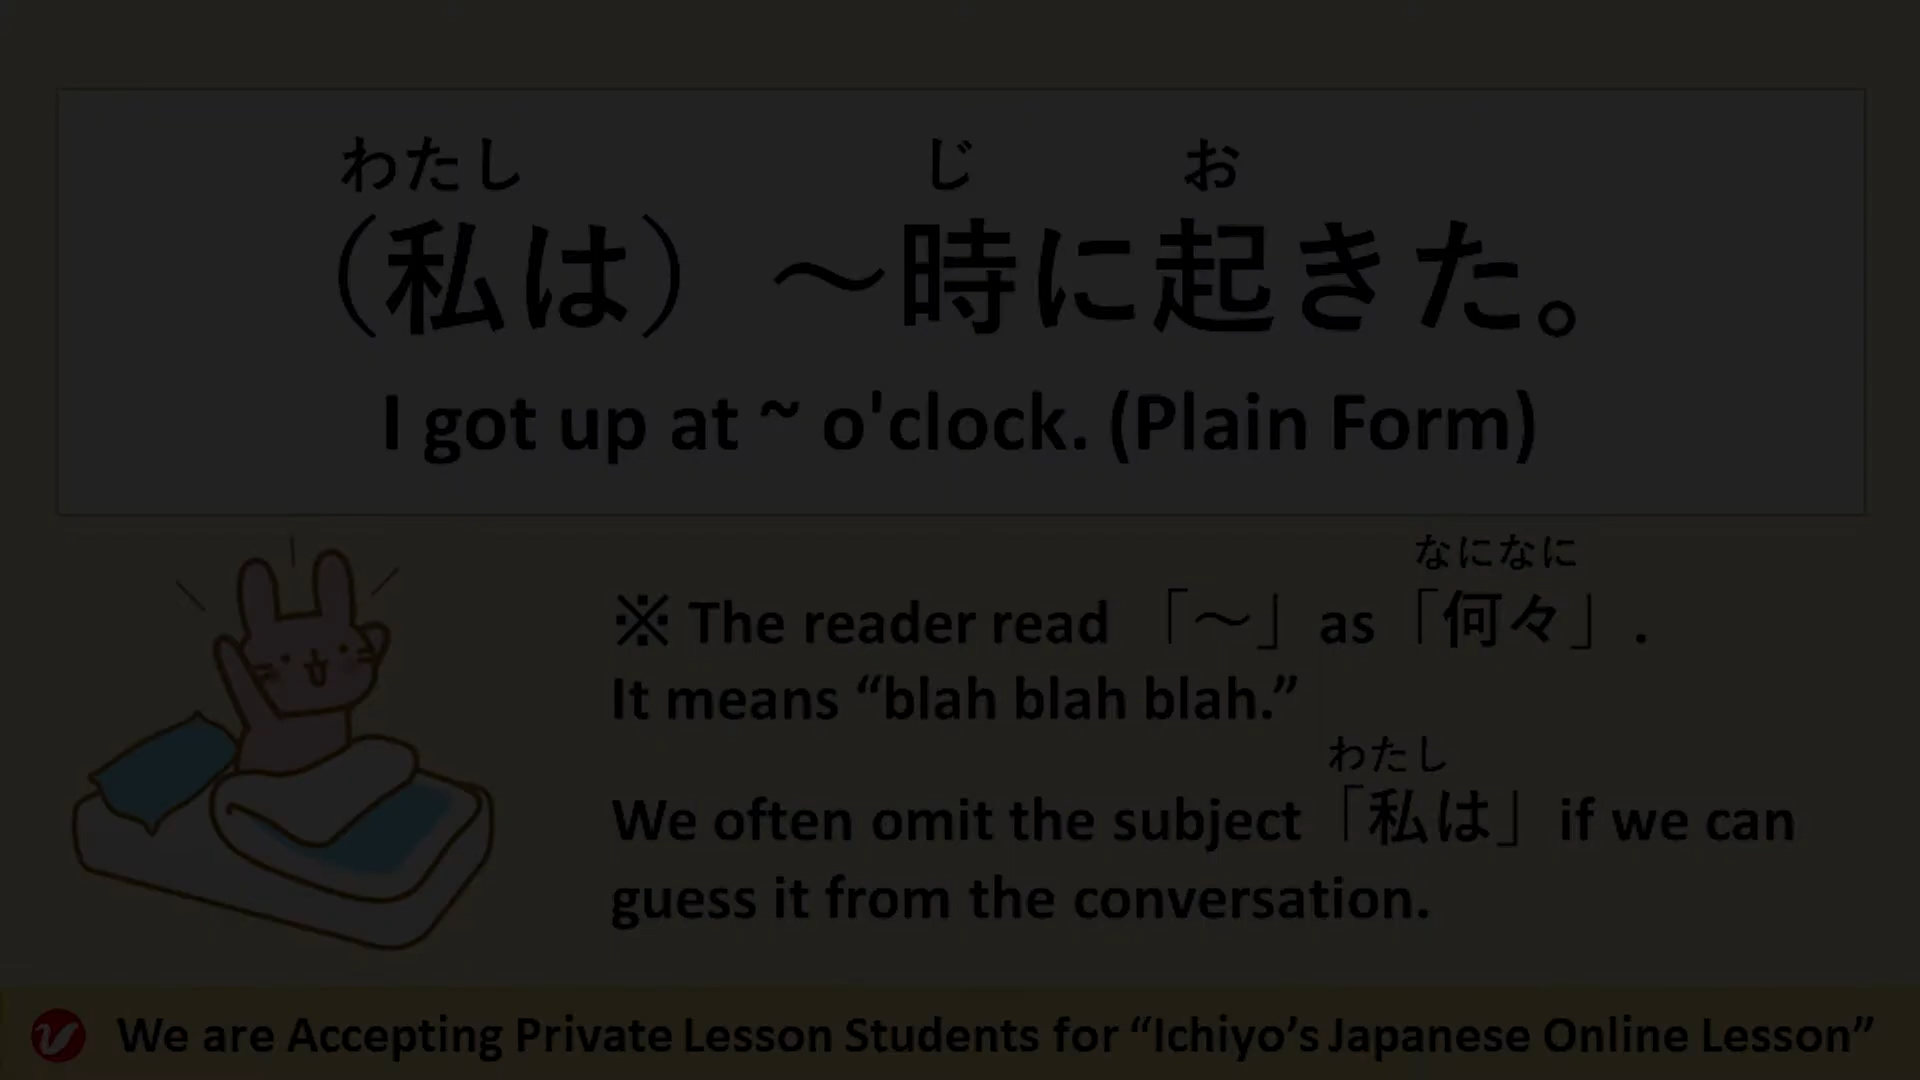 わたし じ お
（私は）～時に起きた。
I got up at ~ o'clock. (Plain Form)
なになに
※ The reader read 「～」 as 「何々」 .
It means “blah blah blah.”
わたし
We often omit the subject 「私は」 if we can
guess it from the conversation.
We are Accepting Private Lesson Students for “Ichiyo’s Japanese Online Lesson”